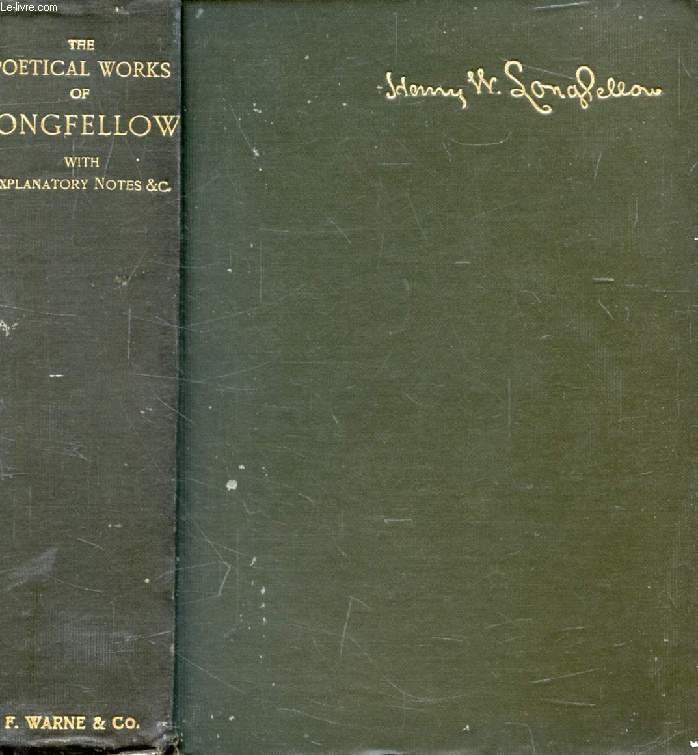 Le-livre.com
THE
POETICAL WORKS
OF
LONGFELLOW
WITH
EXPLANATORY NOTES &C.
F. WARNE & CO.
Henry W. Longfellow